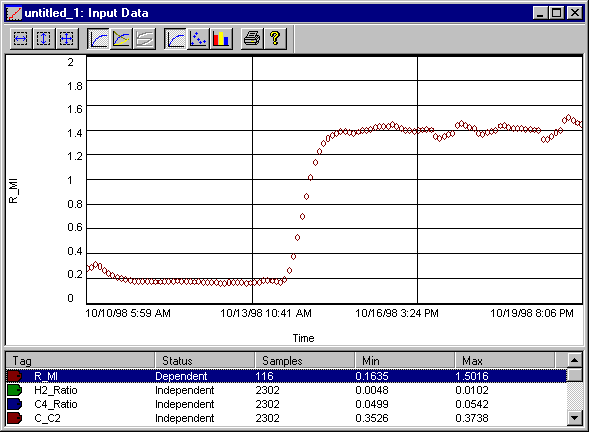 untitled_1: Input Data
?
2
1.8
1.6
1.4
1.2
1
0.8
0.6
0.4
0.2
0
R_MI
10/10/98 5:59 AM 10/13/98 10:41 AM 10/16/98 3:24 PM 10/19/98 8:06 PM
Time
Tag Status Samples Min Max
R_MI Dependent 116 0.1635 1.5016
H2_Ratio Independent 2302 0.0048 0.0102
C4_Ratio Independent 2302 0.0499 0.0542
C_C2 Independent 2302 0.3526 0.3738